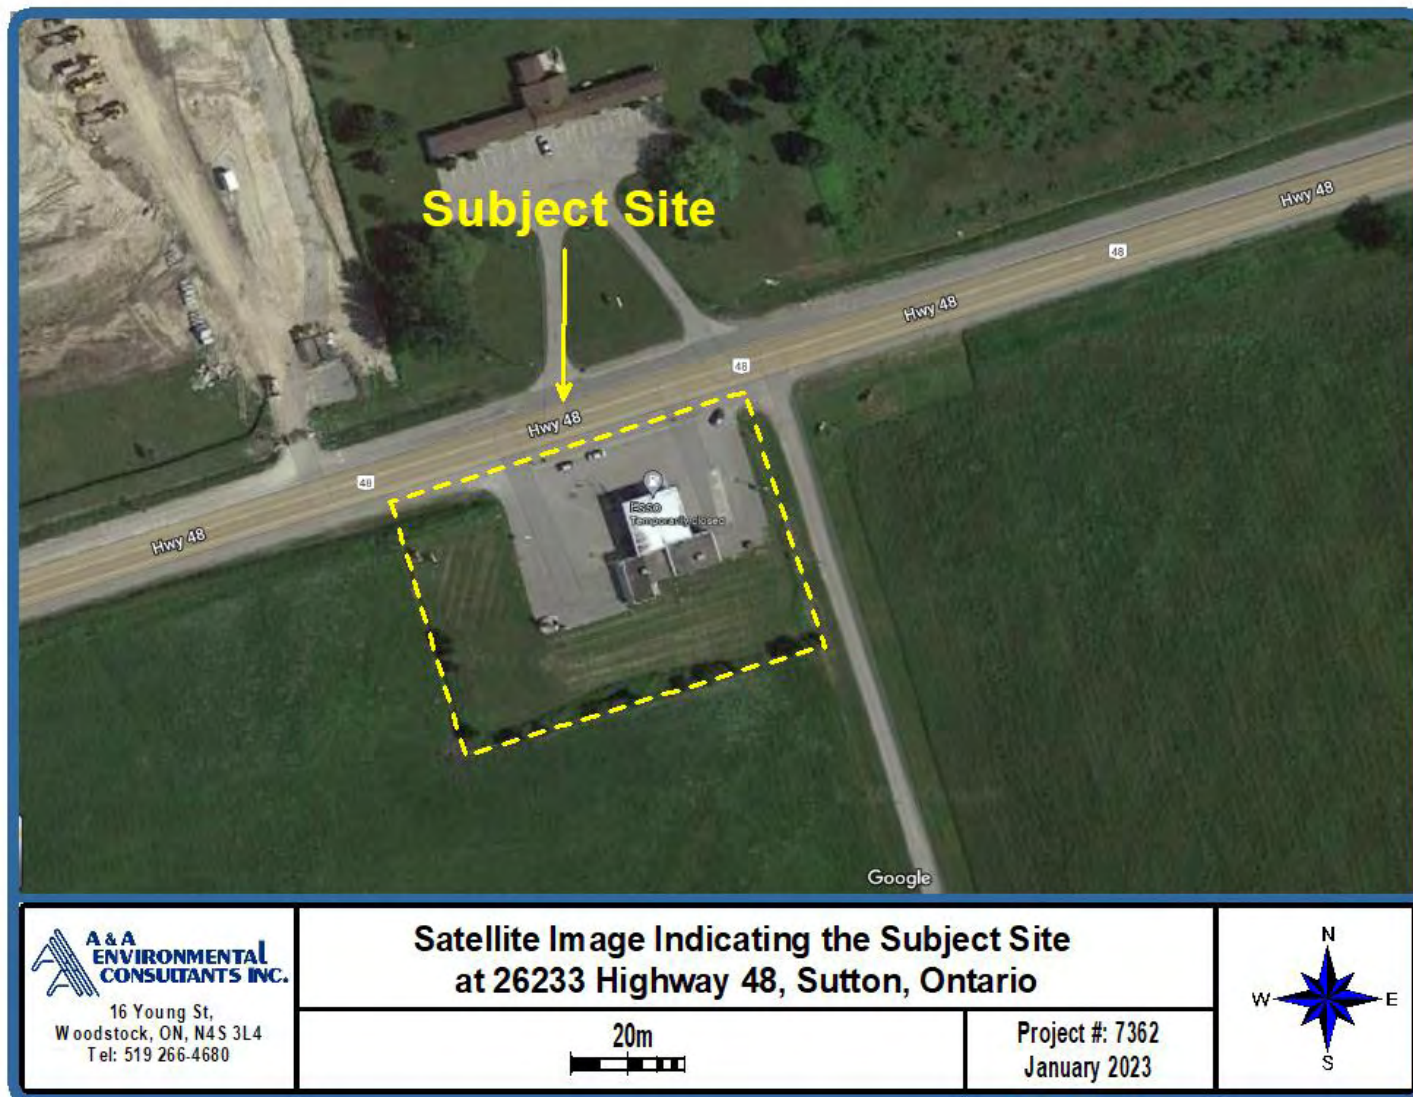 Subject Site
Hwy 48
48
Hwy 48
48
Hwy 48
48
Hwy 48
Esso
Temporarily closed
Google
A & A
ENVIRONMENTAL
CONSULTANTS INC.
16 Young St,
Woodstock, ON, N4S 3L4
Tel: 519 266-4680
Satellite Image Indicating the Subject Site
at 26233 Highway 48, Sutton, Ontario
20m
Project #: 7362
January 2023
N
W
E
S